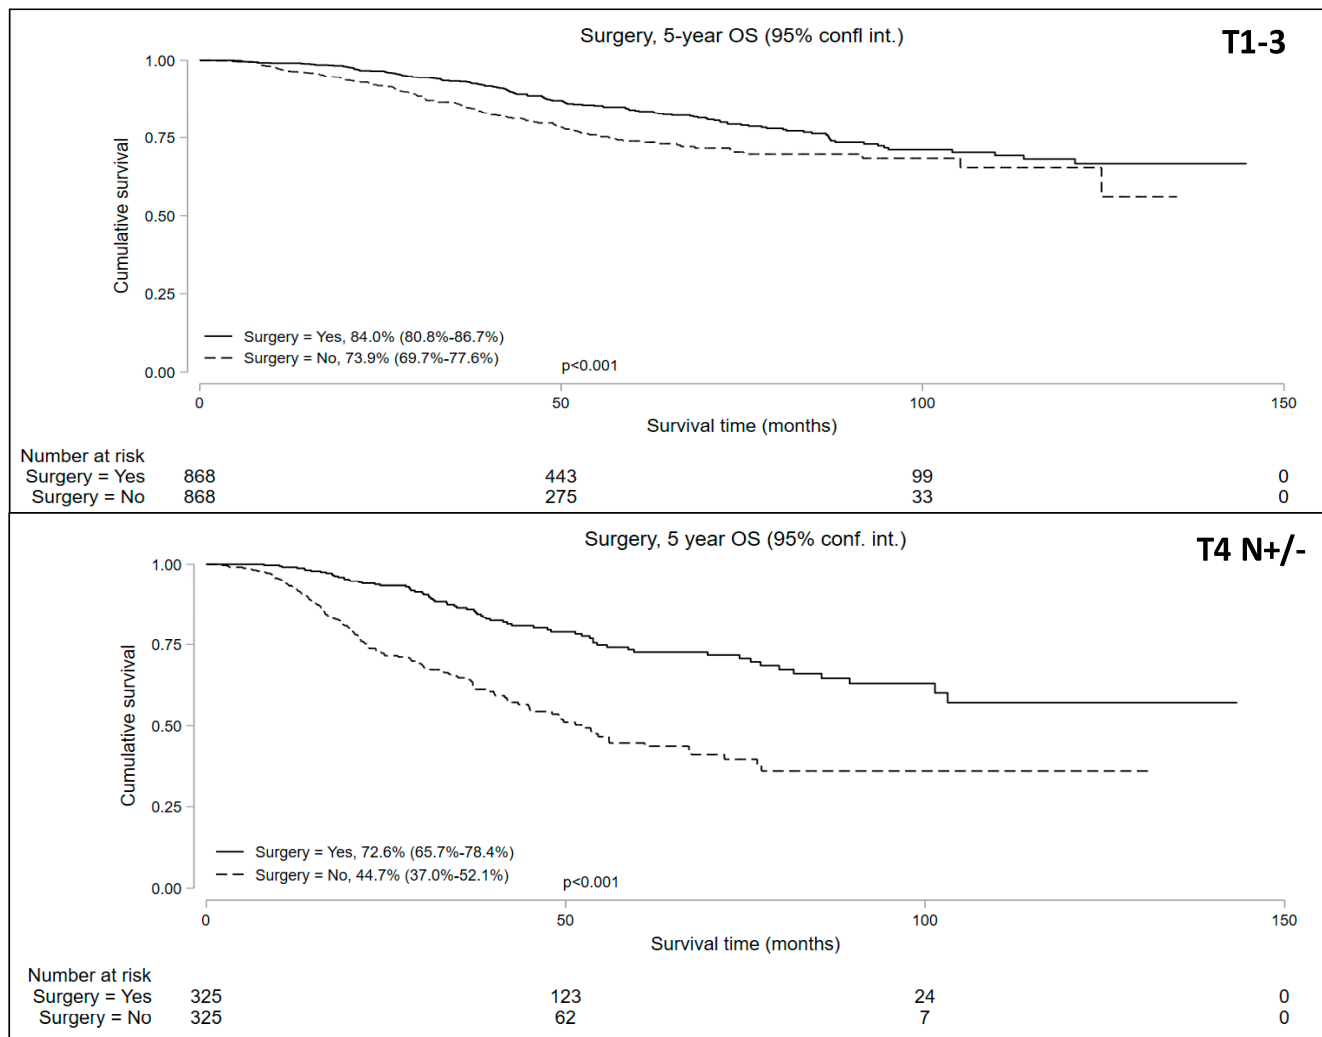 Surgery, 5-year OS (95% confl int.)
T1-3
1.00
0.75
0.50
0.25
0.00
Cumulative survival
Surgery = Yes, 84.0% (80.8%-86.7%)
Surgery = No, 73.9% (69.7%-77.6%)
p<0.001
0 50 100 150
Survival time (months)
Number at risk
Surgery = Yes 868 443 99 0
Surgery = No 868 275 33 0
Surgery, 5 year OS (95% conf. int.)
T4 N+/-
1.00
0.75
0.50
0.25
0.00
Cumulative survival
Surgery = Yes, 72.6% (65.7%-78.4%)
Surgery = No, 44.7% (37.0%-52.1%)
p<0.001
0 50 100 150
Survival time (months)
Number at risk
Surgery = Yes 325 123 24 0
Surgery = No 325 62 7 0